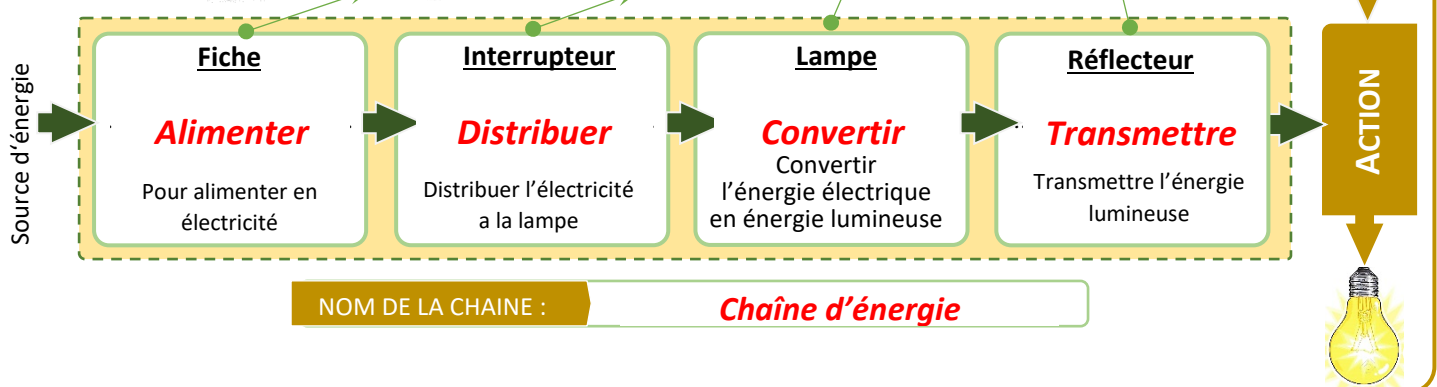 Source d'énergie
Fiche
Alimenter
Pour alimenter en
électricité
Interrupteur
Distribuer
Distribuer l'électricité
a la lampe
Lampe
Convertir
Convertir
l'énergie électrique
en énergie lumineuse
Réflecteur
Transmettre
Transmettre l'énergie
lumineuse
ACTION
NOM DE LA CHAINE :
Chaîne d'énergie